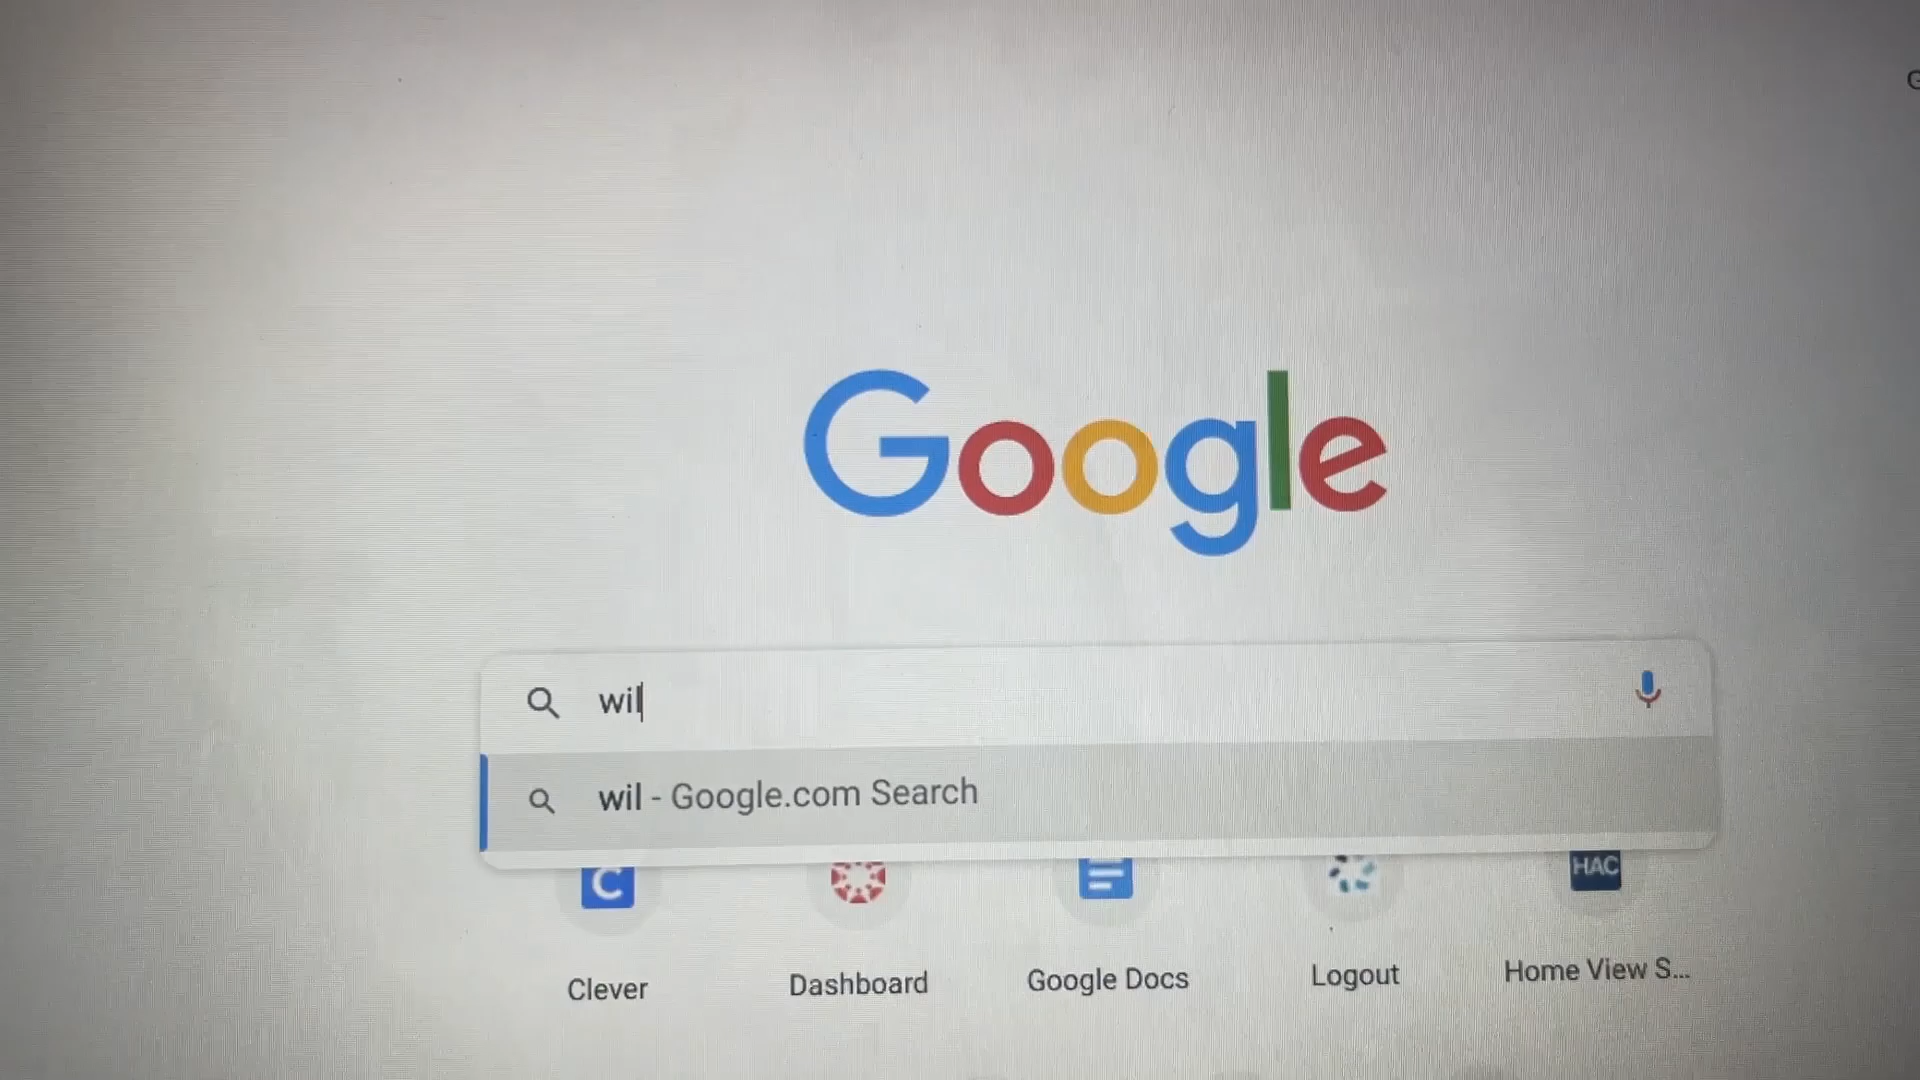 G
Google
wil
wil - Google.com Search
C
HAC
Clever
Dashboard
Google Docs
Logout
Home View S...